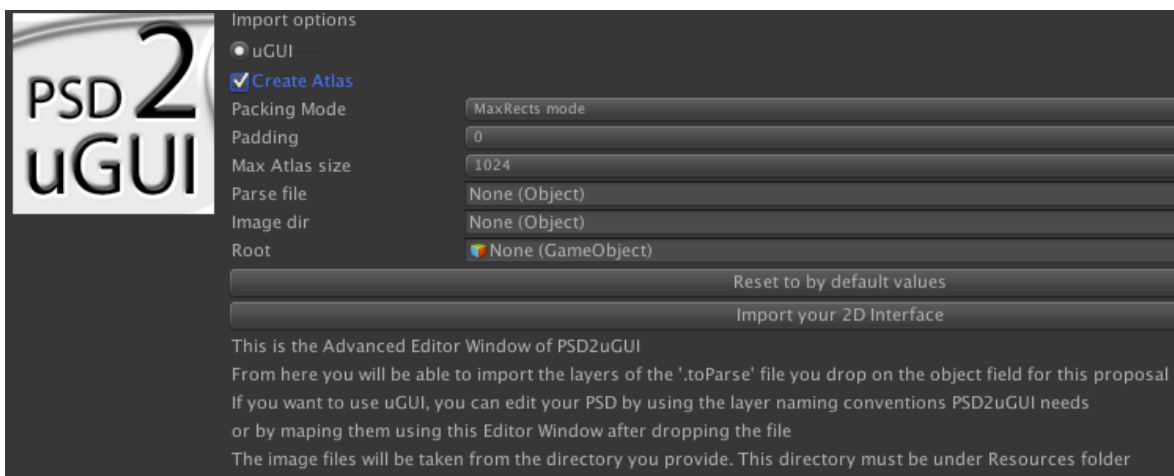 PSD 2
uGUI
Import options
uGUI
Create Atlas
Packing Mode MaxRects mode
Padding 0
Max Atlas size 1024
Parse file None (Object)
Image dir None (Object)
Root None (GameObject)
Reset to by default values
Import your 2D Interface
This is the Advanced Editor Window of PSD2uGUI
From here you will be able to import the layers of the '.toParse' file you drop on the object field for this proposal
If you want to use uGUI, you can edit your PSD by using the layer naming conventions PSD2uGUI needs
or by maping them using this Editor Window after dropping the file
The image files will be taken from the directory you provide. This directory must be under Resources folder